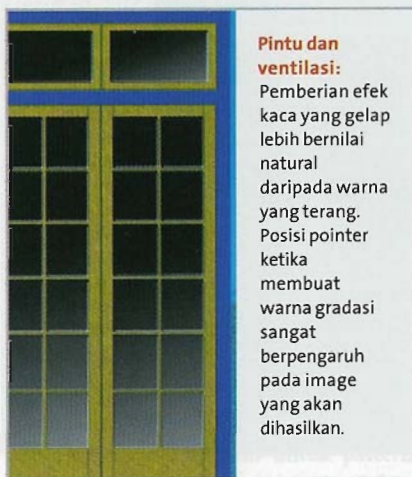 Pintu dan
ventilasi:
Pemberian efek
kaca yang gelap
lebih bernilai
natural
daripada warna
yang terang.
Posisi pointer
ketika
membuat
warna gradasi
sangat
berpengaruh
pada image
yang akan
dihasilkan.